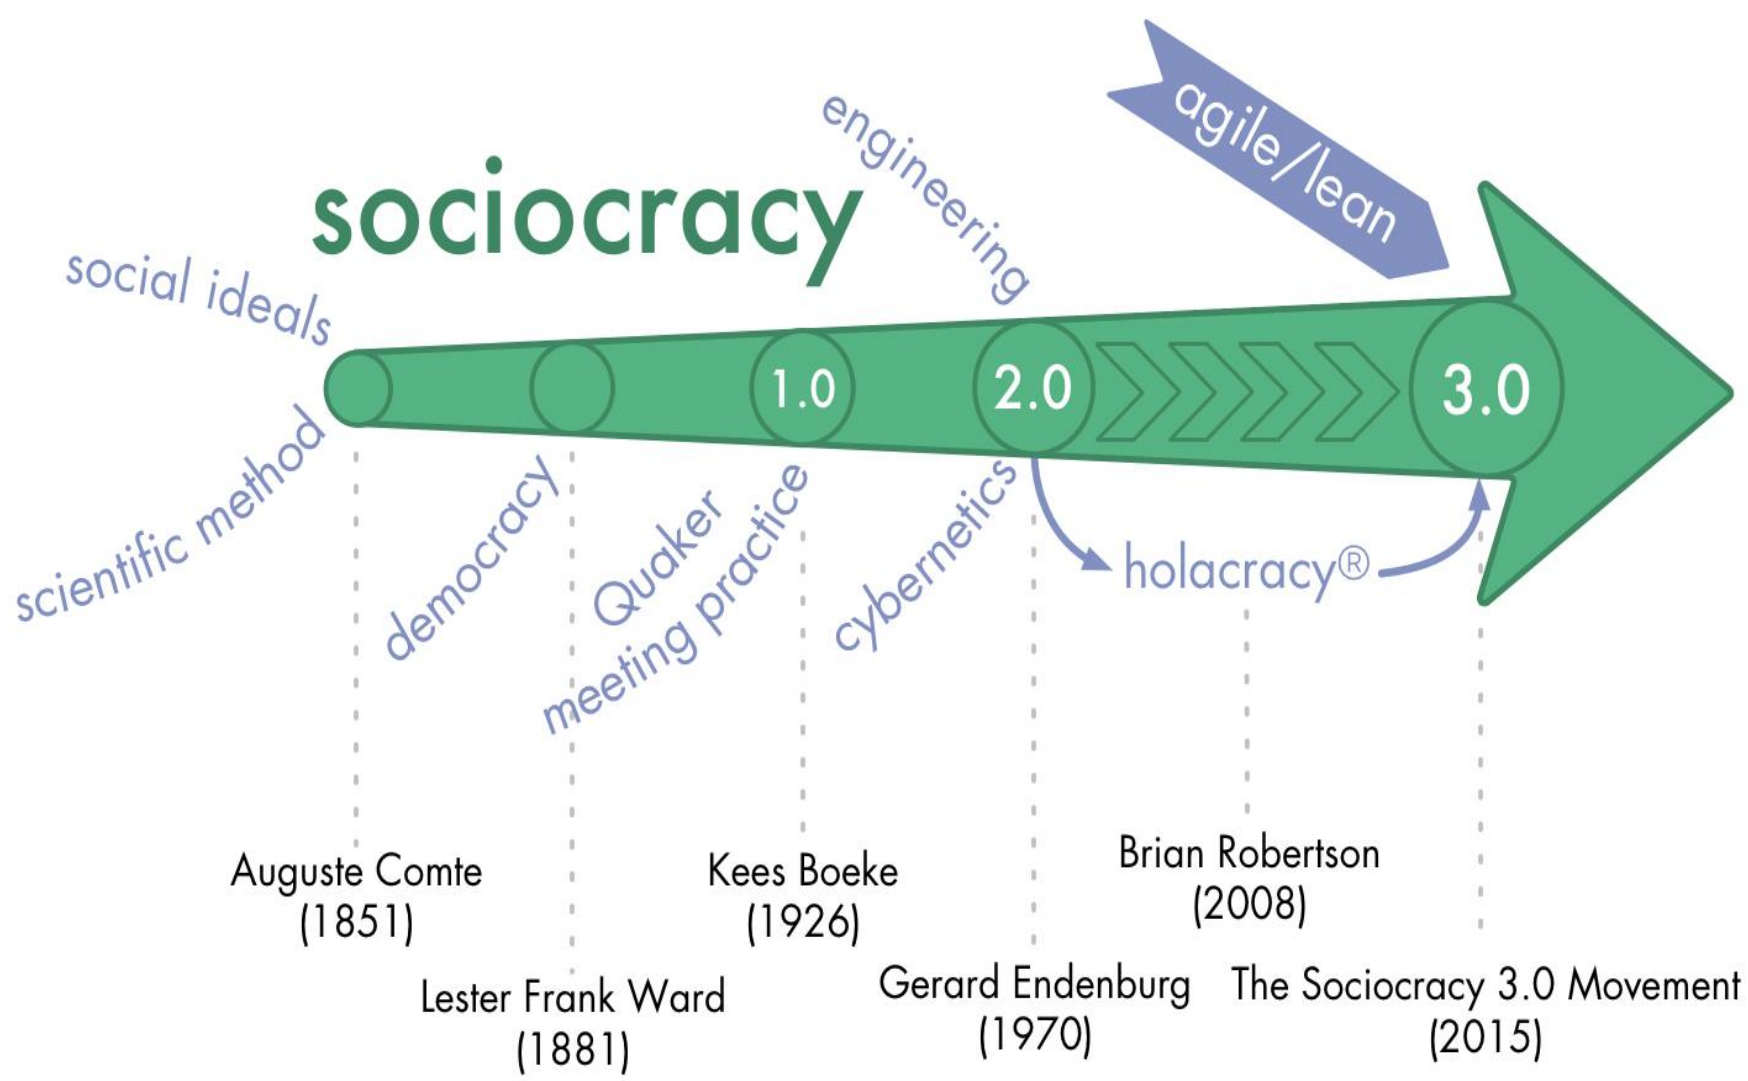 agile/lean
engineering
sociocracy
social ideals
1.0
2.0
3.0
scientific method
democracy
Quaker
meeting practice
cybernetics
holacracy®
Auguste Comte
(1851)
Lester Frank Ward
(1881)
Kees Boeke
(1926)
Gerard Endenburg
(1970)
Brian Robertson
(2008)
The Sociocracy 3.0 Movement
(2015)